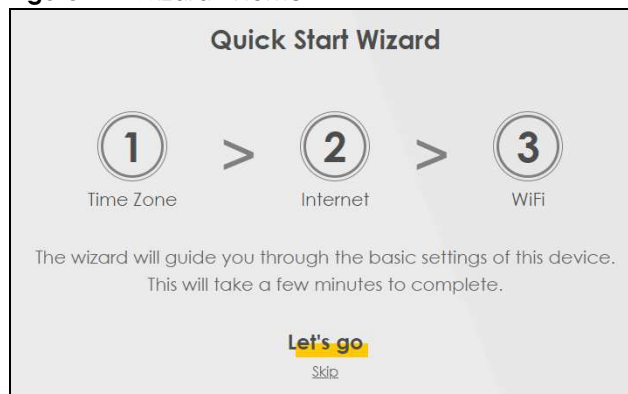 Quick Start Wizard
1 > 2 > 3
Time Zone Internet WiFi
The wizard will guide you through the basic settings of this device.
This will take a few minutes to complete.
Let's go
Skip